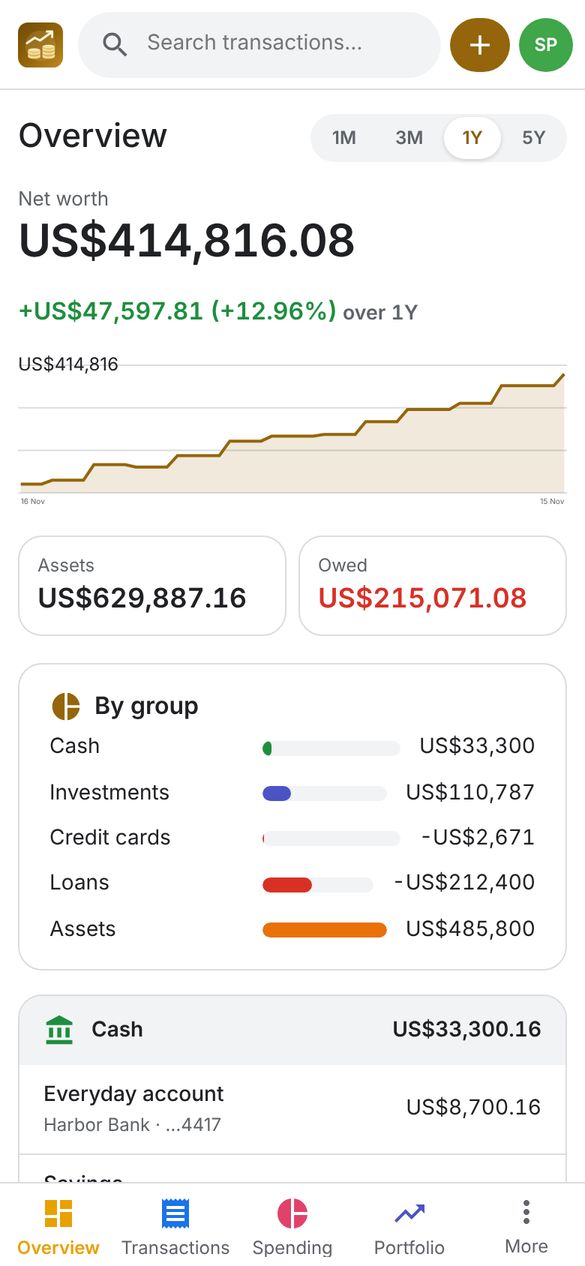 Search transactions...
SP
Overview
1M 3M 1Y 5Y
Net worth
US$414,816.08
+US$47,597.81 (+12.96%) over 1Y
US$414,816
16 Nov 15 Nov
Assets
US$629,887.16
Owed
US$215,071.08
By group
Cash US$33,300
Investments US$110,787
Credit cards -US$2,671
Loans -US$212,400
Assets US$485,800
Cash US$33,300.16
Everyday account
US$8,700.16
Harbor Bank · ...4417
Savings
Overview Transactions Spending Portfolio More